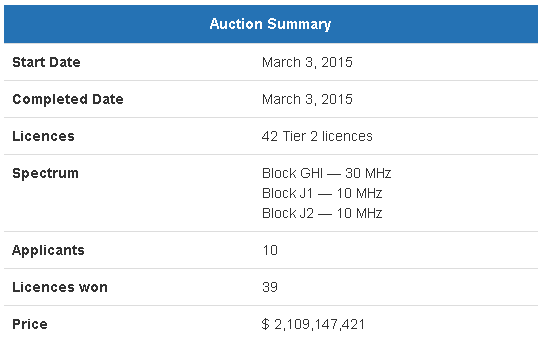 Auction Summary
Start Date March 3, 2015
Completed Date March 3, 2015
Licences 42 Tier 2 licences
Spectrum Block GHI — 30 MHz
Block J1 — 10 MHz
Block J2 — 10 MHz
Applicants 10
Licences won 39
Price $ 2,109,147,421